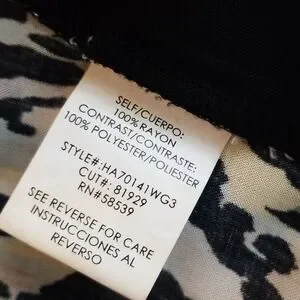 SELF/CUERPO:
100% RAYON
CONTRAST/CONTRASTE:
100% POLYESTER/POLIESTER
STYLE#: HA70141WG3
CUT#: 81929
RN#58539
SEE REVERSE FOR CARE
INSTRUCCIONES AL
REVERSO